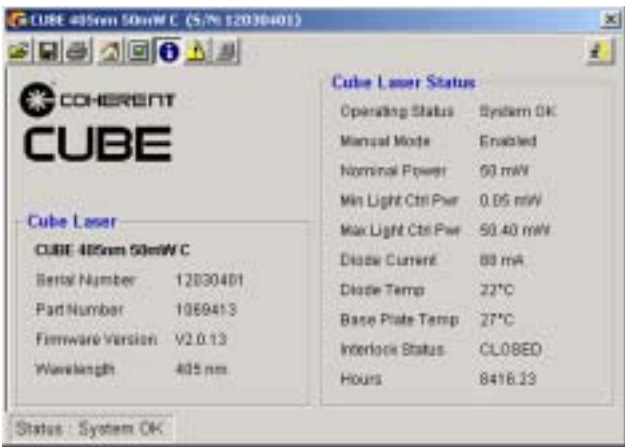 CUBE 405nm 50mW C (S/N 12030401)
COHERENT
CUBE
Cube Laser
CUBE 405nm 50mW C
Serial Number 12030401
Part Number 1069413
Firmware Version V2.0.13
Wavelength 405 nm
Cube Laser Status
Operating Status System OK
Manual Mode Enabled
Nominal Power 50 mW
Min Light Ctrl Pwr 0.05 mW
Max Light Ctrl Pwr 50.40 mW
Diode Current 88 mA
Diode Temp 22°C
Base Plate Temp 27°C
Interlock Status CLOSED
Hours 8416.23
Status : System OK